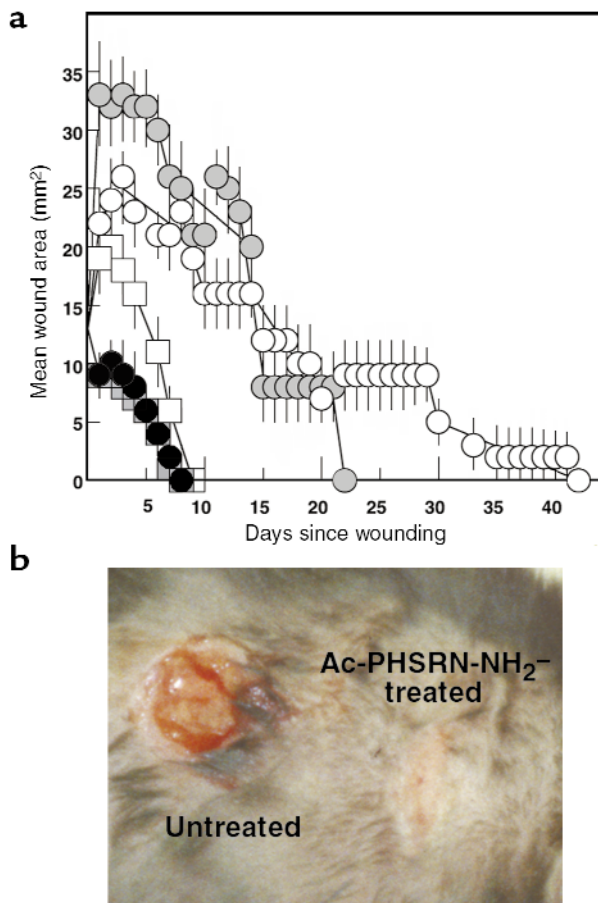 a
Mean wound area (mm²)
35
30
25
20
15
10
5
0
5 10 15 20 25 30 35 40
Days since wounding
b
Ac-PHSRN-NH₂–
treated
Untreated